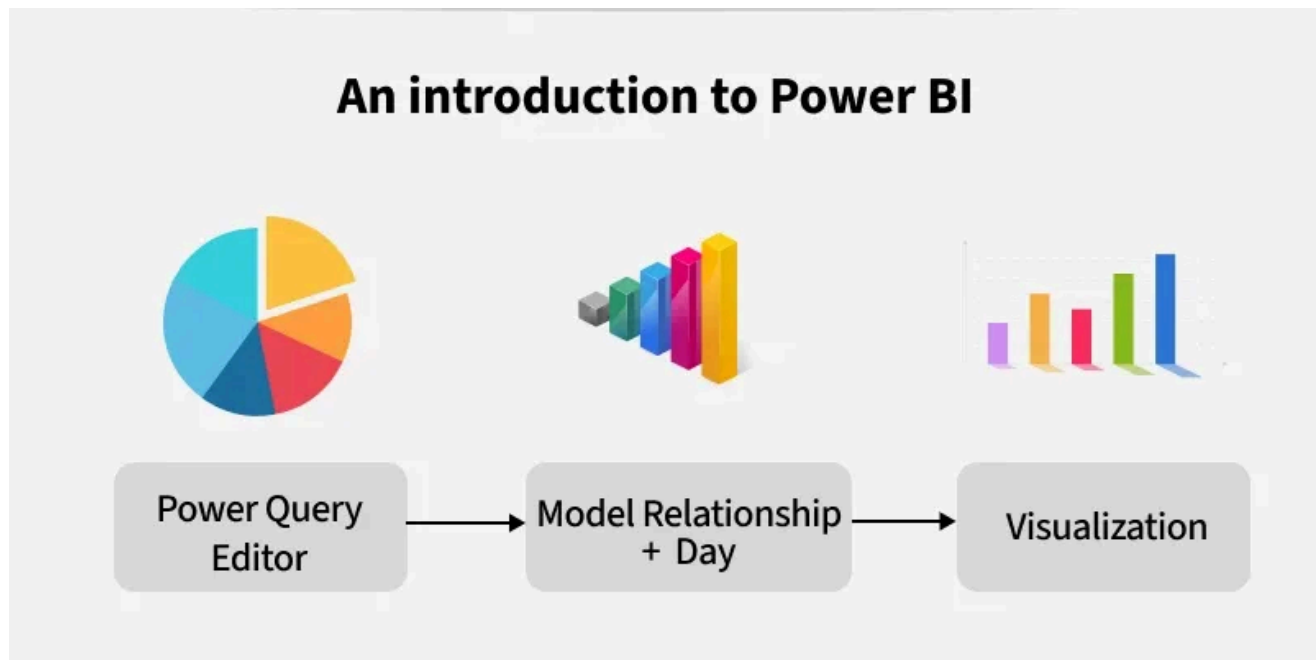 An introduction to Power BI
Power Query
Editor
Model Relationship
+ Day
Visualization